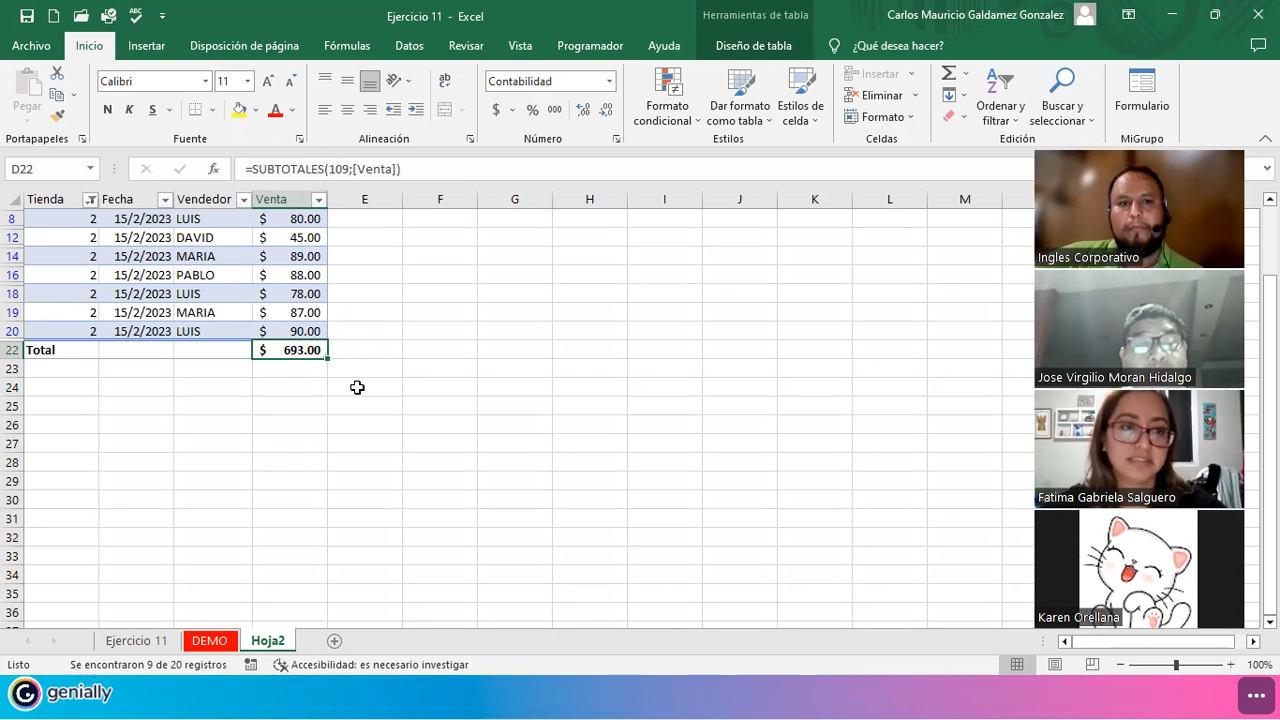 Ejercicio 11 - Excel
Herramientas de tabla
Carlos Mauricio Galdamez Gonzalez
Archivo Inicio Insertar Disposición de página Fórmulas Datos Revisar Vista Programador Ayuda Diseño de tabla ¿Qué desea hacer?
Pegar
Calibri 11
N K S
Contabilidad
$ % 000
Formato condicional
Dar formato como tabla
Estilos de celda
Insertar
Eliminar
Formato
Ordenar y filtrar
Buscar y seleccionar
Formulario
Portapapeles Fuente Alineación Número Estilos Celdas Edición MiGrupo
D22 fx =SUBTOTALES(109;[Venta])
Tienda Fecha Vendedor Venta E F G H I J K L M
8 2 15/2/2023 LUIS $ 80.00
12 2 15/2/2023 DAVID $ 45.00
14 2 15/2/2023 MARIA $ 89.00
16 2 15/2/2023 PABLO $ 88.00
18 2 15/2/2023 LUIS $ 78.00
19 2 15/2/2023 MARIA $ 87.00
20 2 15/2/2023 LUIS $ 90.00
22 Total $ 693.00
23
24
25
26
27
28
29
30
31
32
33
34
35
36
Ingles Corporativo
Jose Virgilio Moran Hidalgo
Fatima Gabriela Salguero
Karen Orellana
Ejercicio 11 DEMO Hoja2
Listo Se encontraron 9 de 20 registros Accesibilidad: es necesario investigar 100%
genially